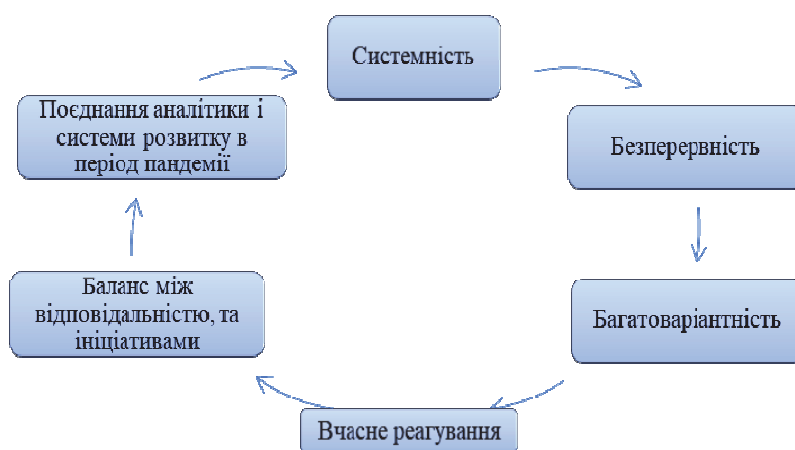 Системність
Безперервність
Багатоваріантність
Вчасне реагування
Баланс між
відповідальністю, та
ініціативами
Поєднання аналітики і
системи розвитку в
період пандемії